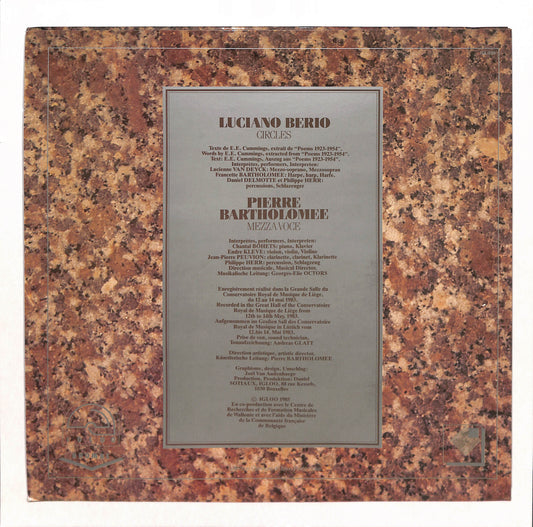 LUCIANO BERIO
CIRCLES
Texte de E.E. Cummings, extrait de "Poems 1923-1954".
Words by E.E. Cummings, extracted from "Poems 1923-1954".
Text: E.E. Cummings, Auszug aus "Poems 1923-1954".
Interprètes, performers, Interpreten:
Lucienne VAN DEYCK: Mezzo-soprano, Mezzosopran
Francette BARTHOLOMEE: Harpe, harp, Harfe.
Daniel DELMOTTE et Philippe HERR:
percussions, Schlazeuger
PIERRE
BARTHOLOMEE
MEZZA VOCE
Interprètes, performers, Interpreten:
Chantal BOHETS: piano, Klavier
Endre KLEVE: violon, violin, Violine
Jean-Pierre PEUVION: clarinette, clarinet, Klarinette
Philippe HERR: percussion, Schlagzeug
Direction musicale, Musical Director,
Musikalische Leitung: Georges-Elie OCTORS
Enregistrement réalisé dans la Grande Salle du
Conservatoire Royal de Musique de Liège,
du 12 au 14 mai 1983.
Recorded in the Great Hall of the Conservatoire
Royal de Musique de Liège from
12th to 14th May, 1983.
Aufgenommen im Großen Saal des Conservatoire
Royal de Musique in Lüttich vom
12. bis 14. Mai 1983.
Prise de son, sound technician,
Tonaufzeichnung: Andreas GLATT
Direction artistique, artistic director,
Künstlerische Leitung: Pierre BARTHOLOMEE
Graphisme, design, Umschlag:
Joël Van Audenhaege
Production, Produktion: Daniel
SOTIAUX, IGLOO,
1030 Bruxelles
IGLOO 1985
En co-production avec le Centre de
Recherches et de Formation Musicales
de Wallonie et avec l'aide du Ministère
de la Communauté française
de Belgique